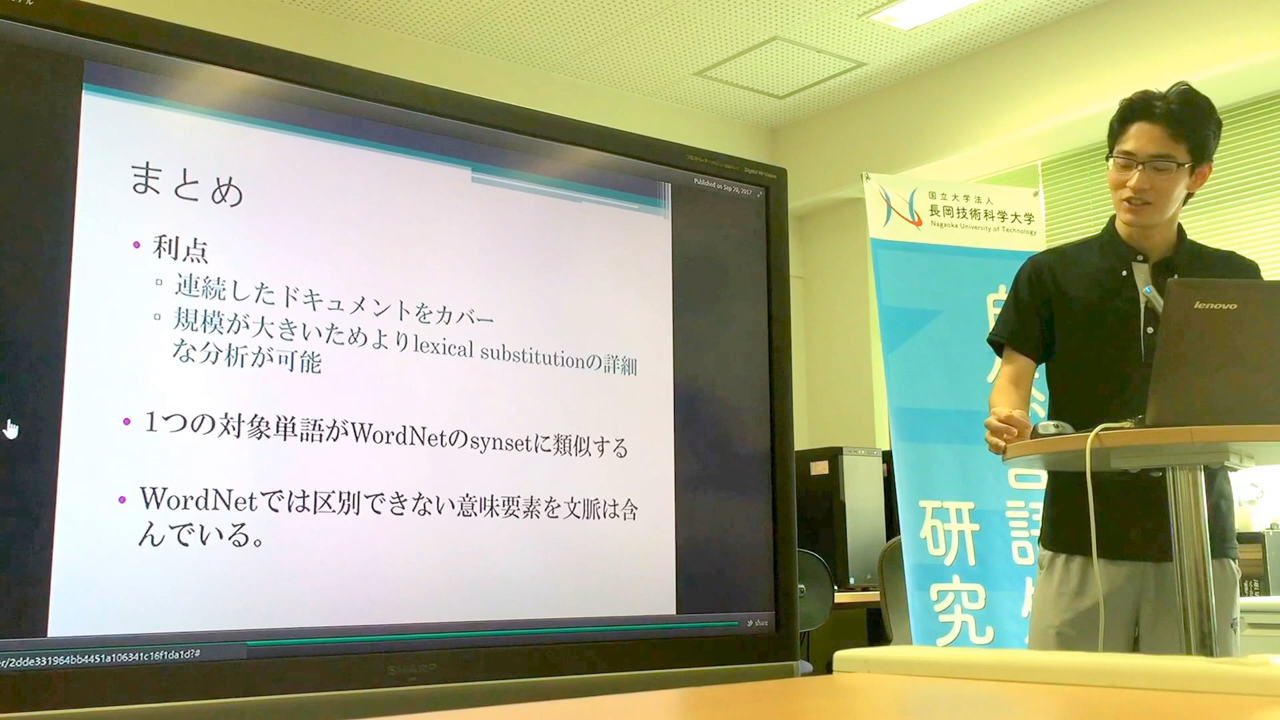 まとめ
利点
連続したドキュメントをカバー
規模が大きいためよりlexical substitutionの詳細
な分析が可能
1つの対象単語がWordNetのsynsetに類似する
WordNetでは区別できない意味要素を文脈は含
んでいる。
Published on Sep 20, 2017
share
er/2dde331964bb4451a106341c16f1da1d?#
SHARP
国立大学法人
長岡技術科学大学
Nagaoka University of Technology
研究
lenovo